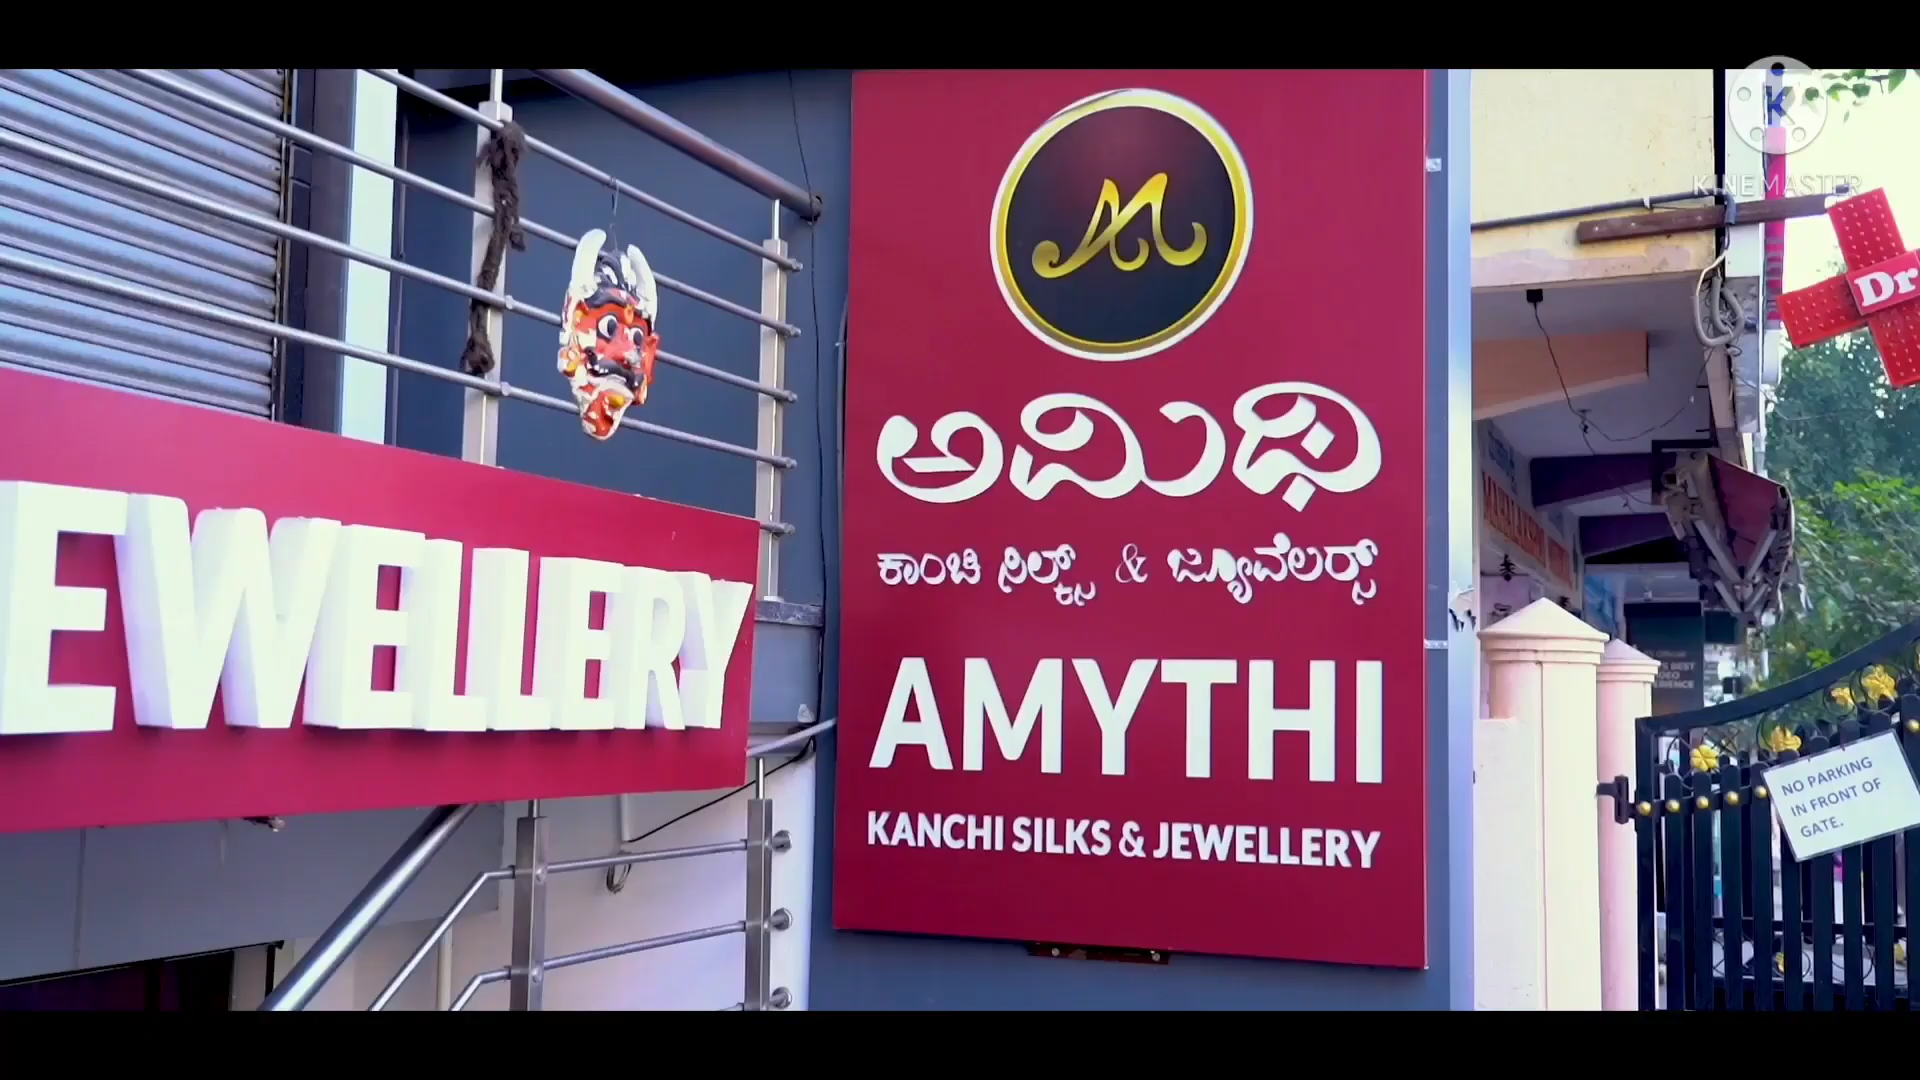 EWELLERY
ಅಮಿಥಿ
ಕಾಂಚಿ ಸಿಲ್ಕ್ಸ್ & ಜ್ಯೂವೆಲರ್ಸ್
AMYTHI
KANCHI SILKS & JEWELLERY
KINEMASTER
Dr
NO PARKING
IN FRONT OF
GATE.